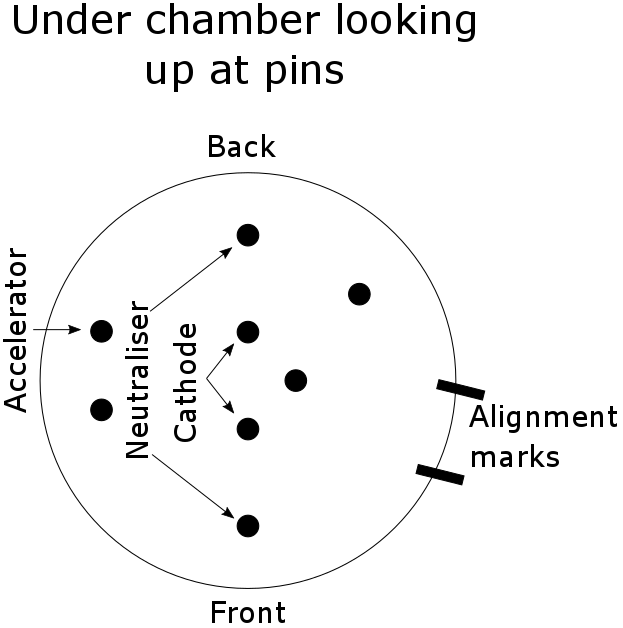 Under chamber looking
up at pins
Back
Accelerator
Neutraliser
Cathode
Alignment
marks
Front